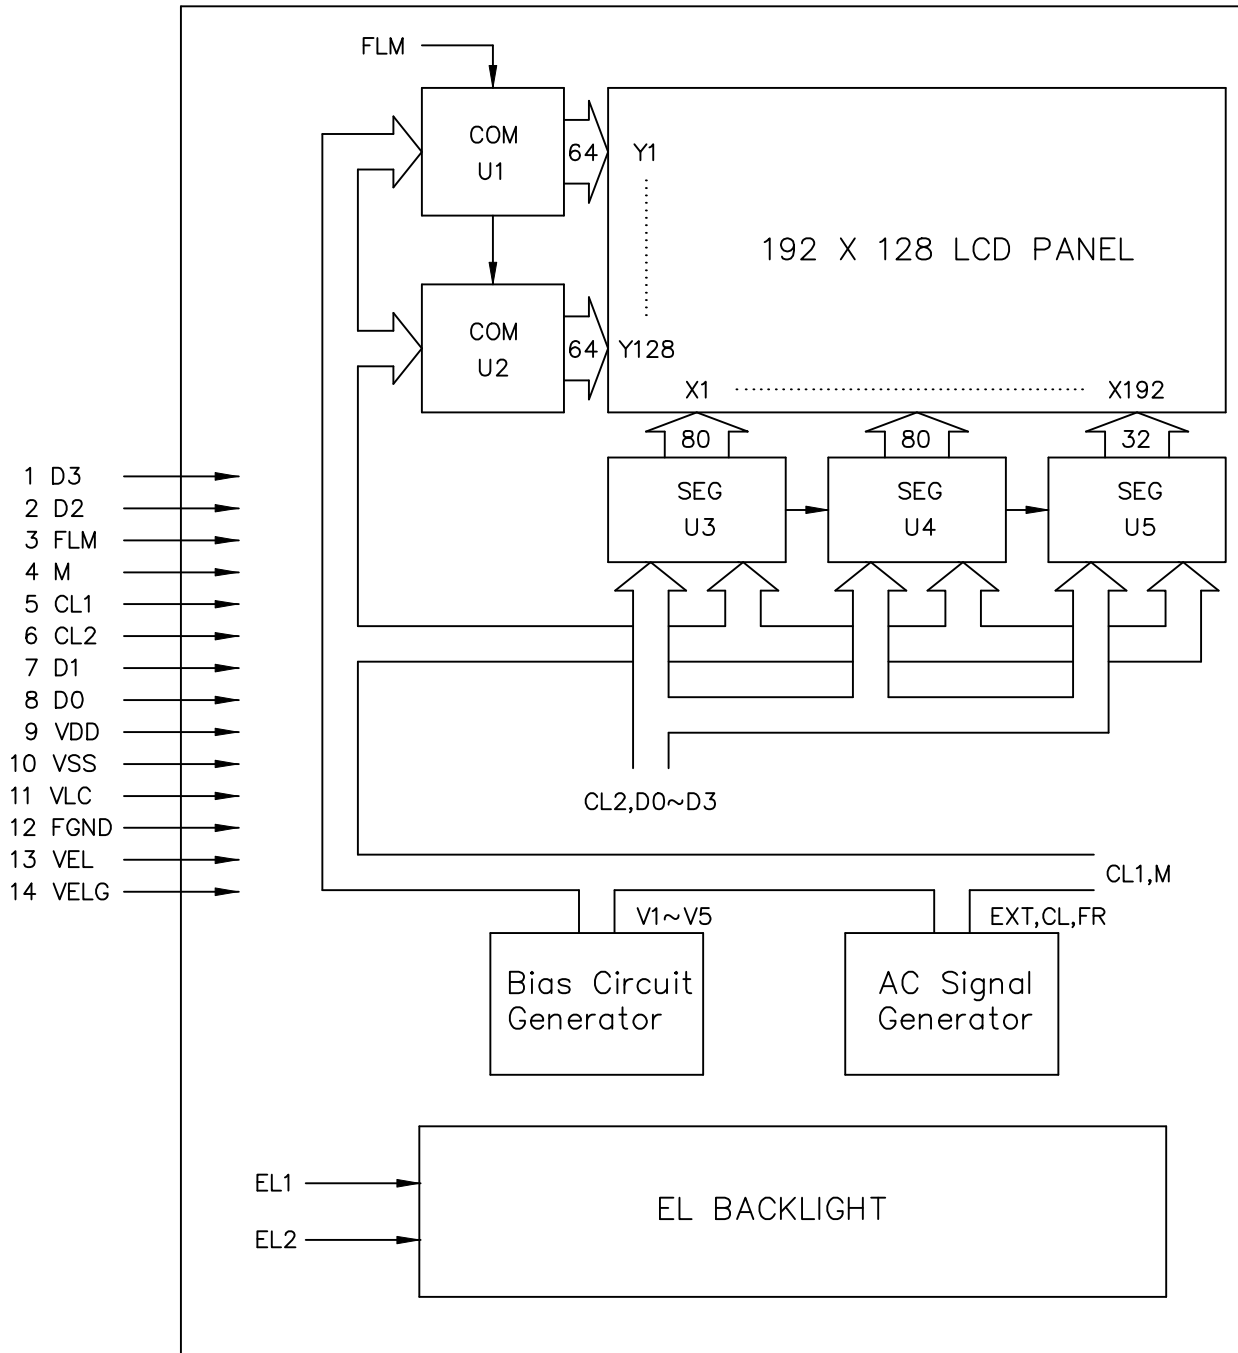 FLM
COM
U1
64
Y1
192 X 128 LCD PANEL
COM
U2
64
Y128
X1
X192
80
80
32
SEG
U3
SEG
U4
SEG
U5
1 D3
2 D2
3 FLM
4 M
5 CL1
6 CL2
7 D1
8 D0
9 VDD
10 VSS
11 VLC
12 FGND
13 VEL
14 VELG
CL2,D0~D3
CL1,M
V1~V5
EXT,CL,FR
Bias Circuit
Generator
AC Signal
Generator
EL1
EL2
EL BACKLIGHT